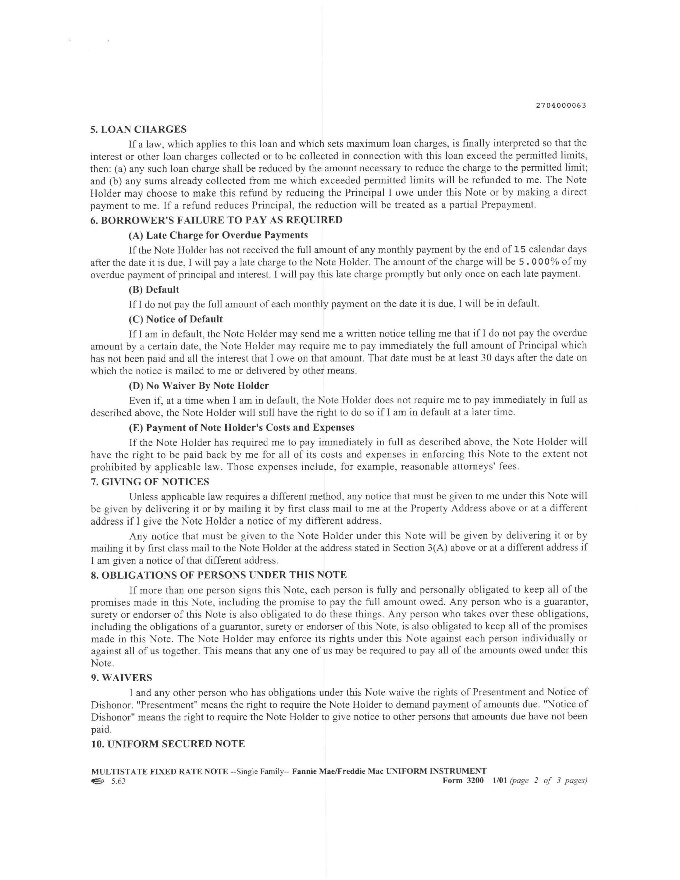 2704000063
5. LOAN CHARGES
If a law, which applies to this loan and which sets maximum loan charges, is finally interpreted so that the
interest or other loan charges collected or to be collected in connection with this loan exceed the permitted limits,
then: (a) any such loan charge shall be reduced by the amount necessary to reduce the charge to the permitted limit;
and (b) any sums already collected from me which exceeded permitted limits will be refunded to me. The Note
Holder may choose to make this refund by reducing the Principal I owe under this Note or by making a direct
payment to me. If a refund reduces Principal, the reduction will be treated as a partial Prepayment.
6. BORROWER'S FAILURE TO PAY AS REQUIRED
(A) Late Charge for Overdue Payments
If the Note Holder has not received the full amount of any monthly payment by the end of 15 calendar days
after the date it is due, I will pay a late charge to the Note Holder. The amount of the charge will be 5.000% of my
overdue payment of principal and interest. I will pay this late charge promptly but only once on each late payment.
(B) Default
If I do not pay the full amount of each monthly payment on the date it is due, I will be in default.
(C) Notice of Default
If I am in default, the Note Holder may send me a written notice telling me that if I do not pay the overdue
amount by a certain date, the Note Holder may require me to pay immediately the full amount of Principal which
has not been paid and all the interest that I owe on that amount. That date must be at least 30 days after the date on
which the notice is mailed to me or delivered by other means.
(D) No Waiver By Note Holder
Even if, at a time when I am in default, the Note Holder does not require me to pay immediately in full as
described above, the Note Holder will still have the right to do so if I am in default at a later time.
(E) Payment of Note Holder's Costs and Expenses
If the Note Holder has required me to pay immediately in full as described above, the Note Holder will
have the right to be paid back by me for all of its costs and expenses in enforcing this Note to the extent not
prohibited by applicable law. Those expenses include, for example, reasonable attorneys' fees.
7. GIVING OF NOTICES
Unless applicable law requires a different method, any notice that must be given to me under this Note will
be given by delivering it or by mailing it by first class mail to me at the Property Address above or at a different
address if I give the Note Holder a notice of my different address.
Any notice that must be given to the Note Holder under this Note will be given by delivering it or by
mailing it by first class mail to the Note Holder at the address stated in Section 3(A) above or at a different address if
I am given a notice of that different address.
8. OBLIGATIONS OF PERSONS UNDER THIS NOTE
If more than one person signs this Note, each person is fully and personally obligated to keep all of the
promises made in this Note, including the promise to pay the full amount owed. Any person who is a guarantor,
surety or endorser of this Note is also obligated to do these things. Any person who takes over these obligations,
including the obligations of a guarantor, surety or endorser of this Note, is also obligated to keep all of the promises
made in this Note. The Note Holder may enforce its rights under this Note against each person individually or
against all of us together. This means that any one of us may be required to pay all of the amounts owed under this
Note.
9. WAIVERS
I and any other person who has obligations under this Note waive the rights of Presentment and Notice of
Dishonor. "Presentment" means the right to require the Note Holder to demand payment of amounts due. "Notice of
Dishonor" means the right to require the Note Holder to give notice to other persons that amounts due have not been
paid.
10. UNIFORM SECURED NOTE
MULTISTATE FIXED RATE NOTE --Single Family-- Fannie Mae/Freddie Mac UNIFORM INSTRUMENT
5.63 Form 3200 1/01 (page 2 of 3 pages)